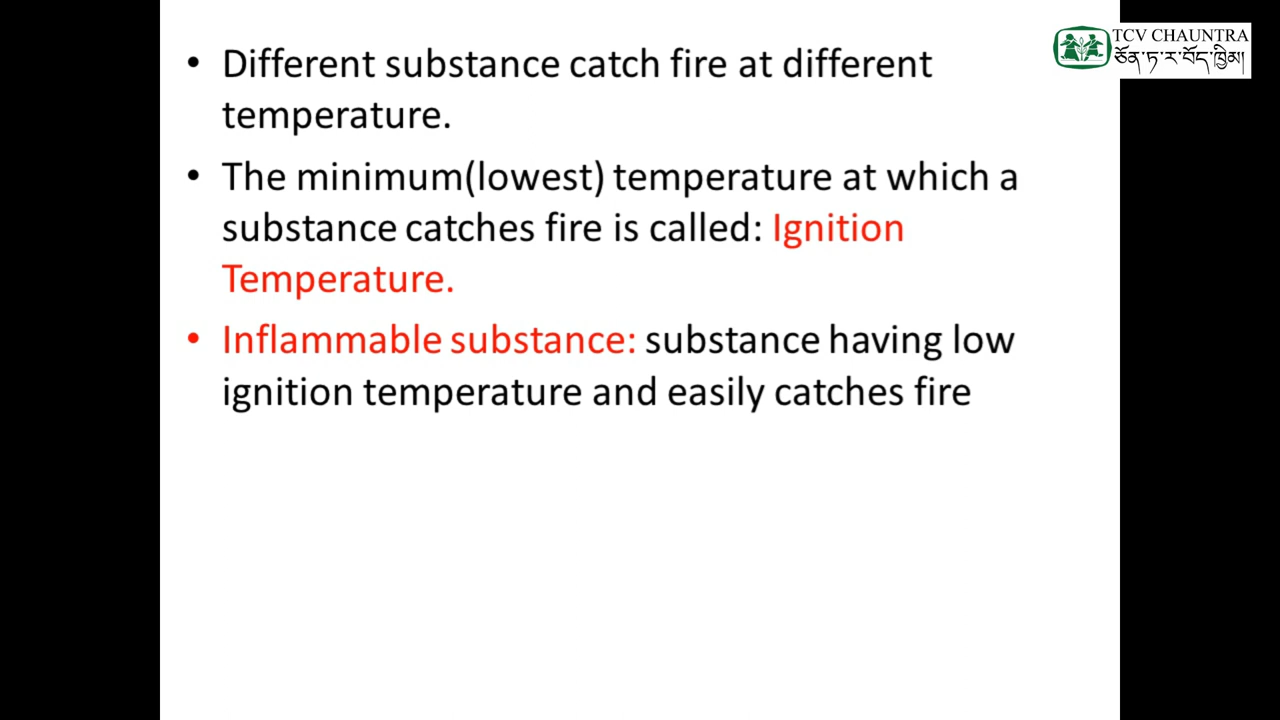 TCV CHAUNTRA
ཅོན་ཏ་ར་བོད་ཁྱིམ།
• Different substance catch fire at different
temperature.
• The minimum(lowest) temperature at which a
substance catches fire is called: Ignition
Temperature.
• Inflammable substance: substance having low
ignition temperature and easily catches fire